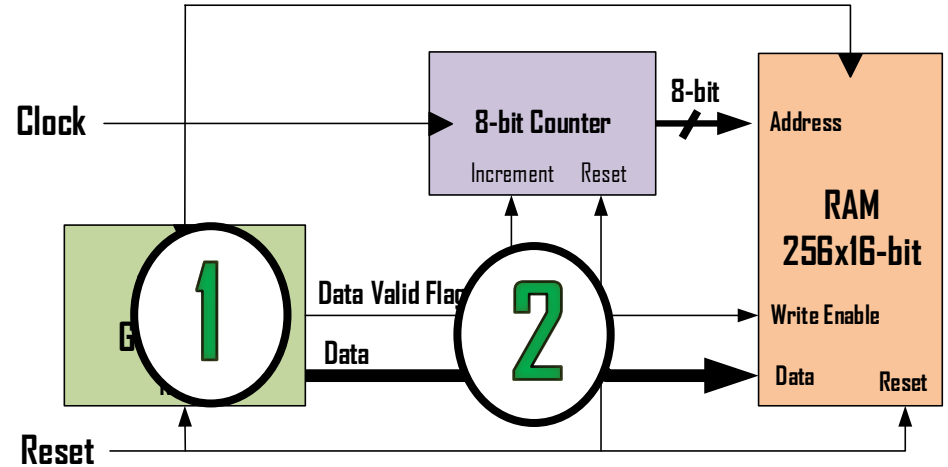 8-bit
Clock
8-bit Counter
Address
Increment Reset
RAM
256x16-bit
1
2
Data Valid Flag
Write Enable
Data
Data
Reset
Reset